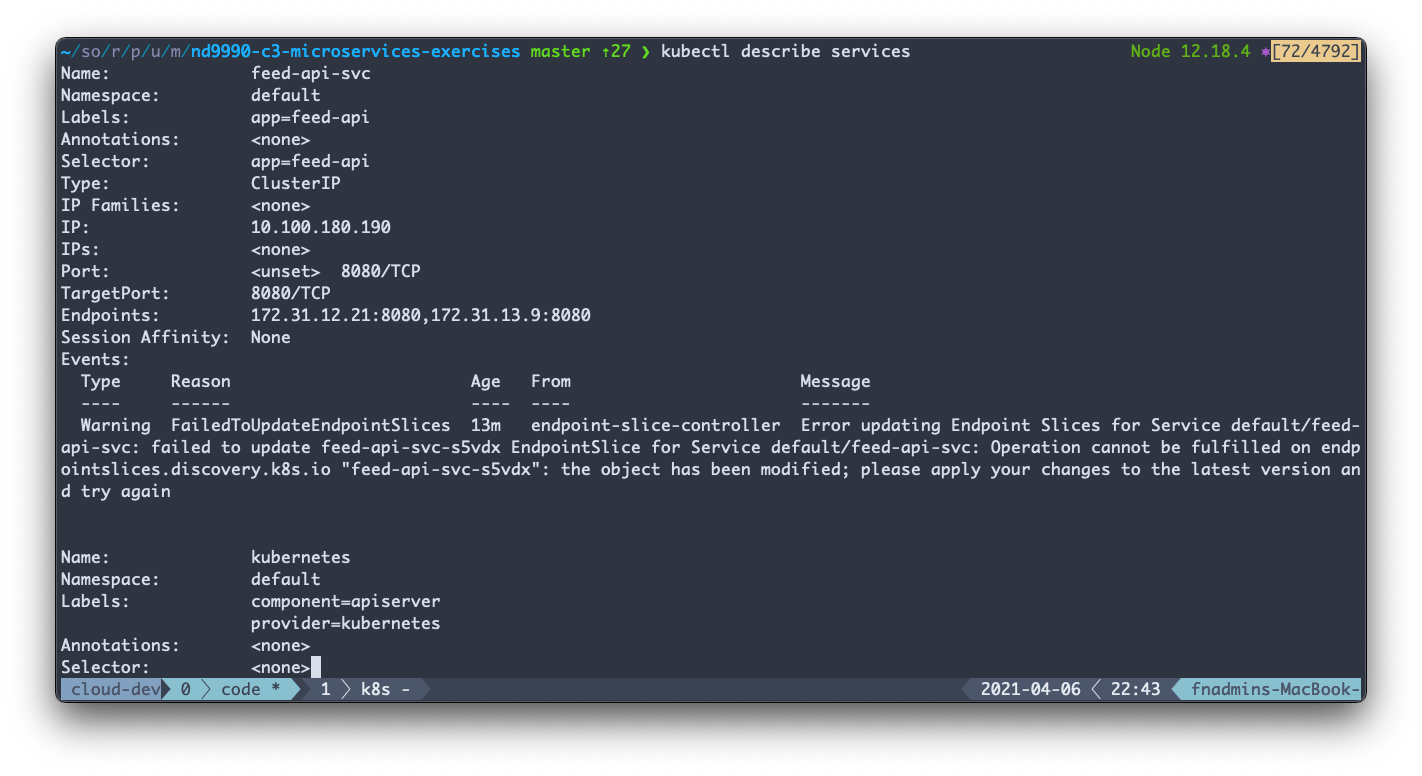 ~/so/r/p/u/m/nd9990-c3-microservices-exercises master ⇡27 ❯ kubectl describe services Node 12.18.4 ⎈[72/4792]
Name: feed-api-svc
Namespace: default
Labels: app=feed-api
Annotations: <none>
Selector: app=feed-api
Type: ClusterIP
IP Families: <none>
IP: 10.100.180.190
IPs: <none>
Port: <unset> 8080/TCP
TargetPort: 8080/TCP
Endpoints: 172.31.12.21:8080,172.31.13.9:8080
Session Affinity: None
Events:
Type Reason Age From Message
---- ------ ---- ---- -------
Warning FailedToUpdateEndpointSlices 13m endpoint-slice-controller Error updating Endpoint Slices for Service default/feed-
api-svc: failed to update feed-api-svc-s5vdx EndpointSlice for Service default/feed-api-svc: Operation cannot be fulfilled on endp
ointslices.discovery.k8s.io "feed-api-svc-s5vdx": the object has been modified; please apply your changes to the latest version an
d try again
Name: kubernetes
Namespace: default
Labels: component=apiserver
provider=kubernetes
Annotations: <none>
Selector: <none>
cloud-dev 0 code * 1 k8s - 2021-04-06 22:43 fnadmins-MacBook-